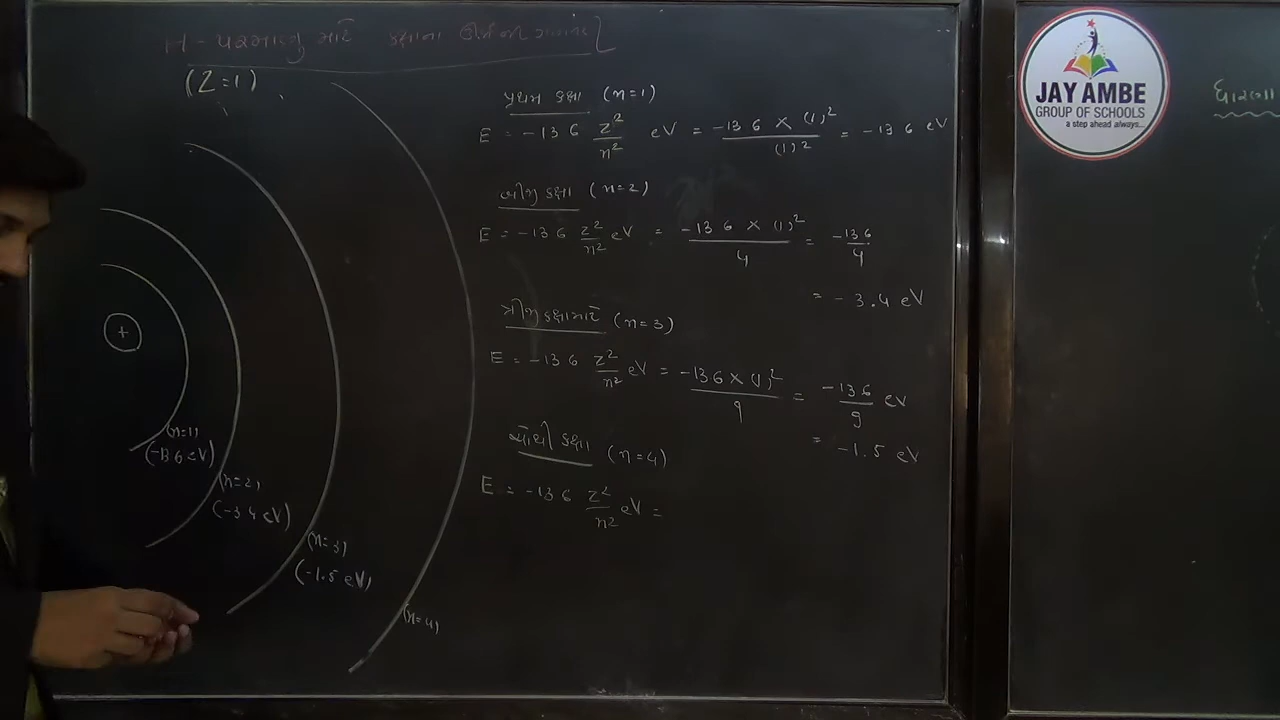 H - પરમાણુ માટે કક્ષાના
(Z=1)
પ્રથમ કક્ષા (n=1)
E = -13 6 Z²/n² eV = -13 6 × (1)²/(1)² = -13 6 eV
બીજી કક્ષા (n=2)
E = -13 6 Z²/n² eV = -13 6 × (1)²/4 = -13 6/4
= -3.4 eV
ત્રીજી કક્ષા માટે (n=3)
E = -13 6 Z²/n² eV = -13 6 × (1)²/9 = -13 6/9 eV
= -1.5 eV
ચોથી કક્ષા (n=4)
E = -13 6 Z²/n² eV =
+
(n=1)
(-13 6 eV)
(n=2)
(-3 4 eV)
(n=3)
(-1.5 eV)
(n=4)
JAY AMBE
GROUP OF SCHOOLS
a step ahead always...